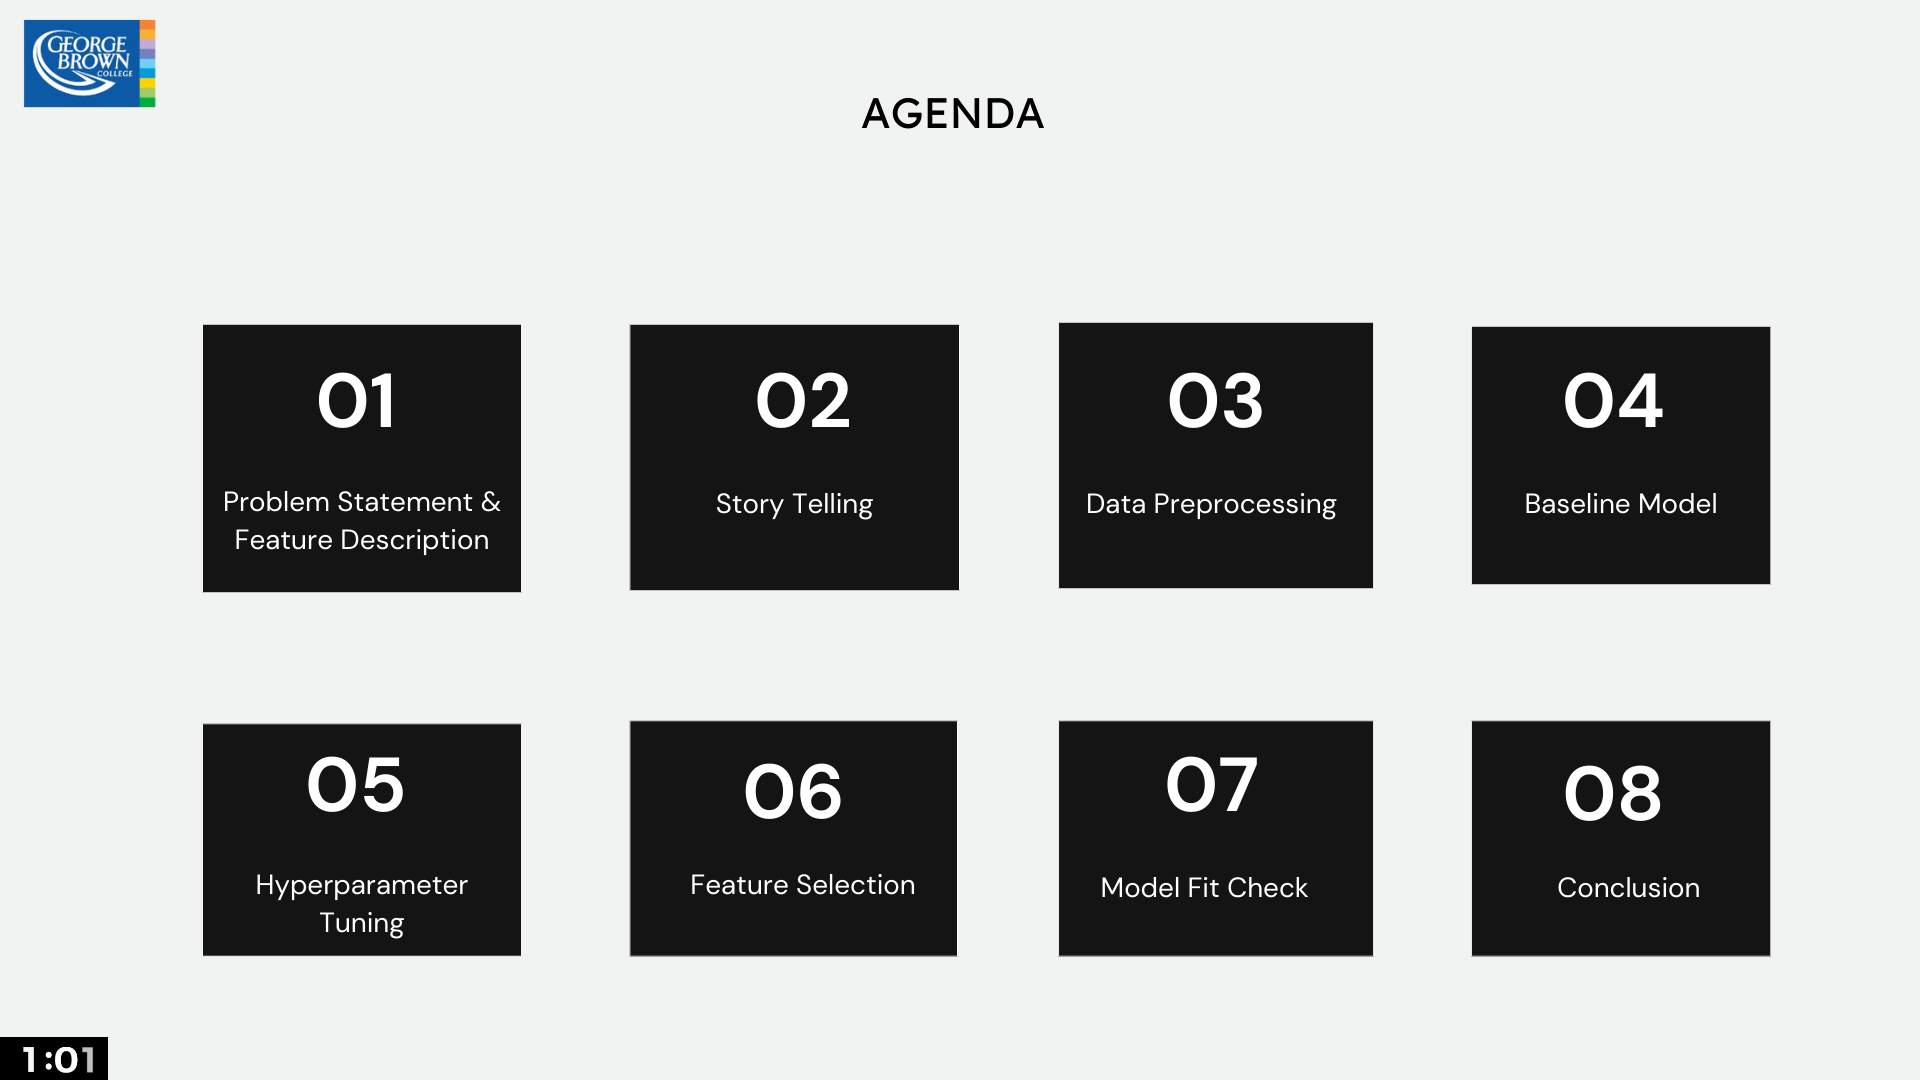 GEORGE
BROWN
COLLEGE
AGENDA
01
Problem Statement &
Feature Description
02
Story Telling
03
Data Preprocessing
04
Baseline Model
05
Hyperparameter
Tuning
06
Feature Selection
07
Model Fit Check
08
Conclusion
1:01